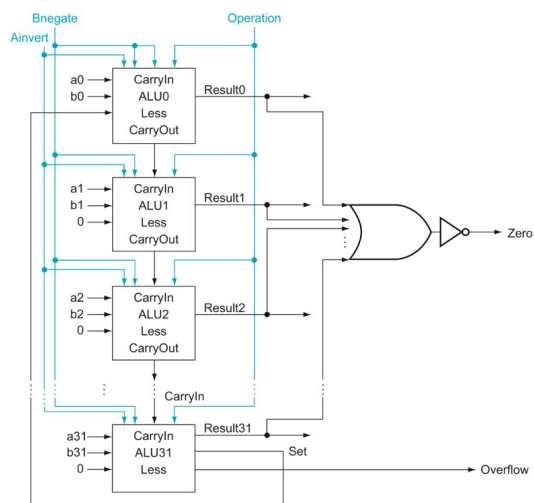 Bnegate Operation
Ainvert
a0 CarryIn Result0
b0 ALU0
Less
CarryOut
a1 CarryIn Result1
b1 ALU1
0 Less
CarryOut
Zero
a2 CarryIn Result2
b2 ALU2
0 Less
CarryOut
CarryIn
a31 CarryIn Result31
b31 ALU31 Set
0 Less Overflow